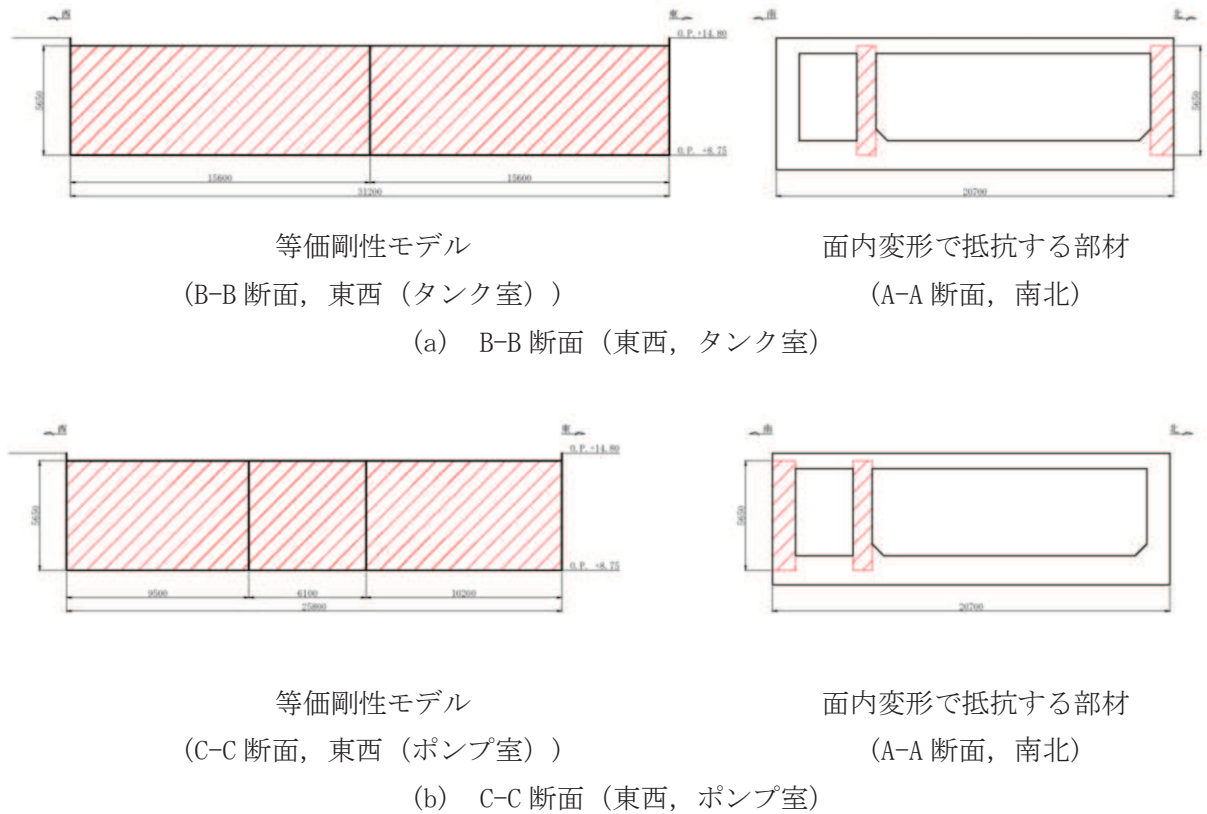 西 東 南 北
O.P.+14.80
5650
5650
O.P. +8.75
15600 15600
31200
20700
等価剛性モデル 面内変形で抵抗する部材
(B-B 断面, 東西(タンク室)) (A-A 断面, 南北)
(a) B-B 断面(東西, タンク室)
西 東 南 北
O.P.+14.80
5650
5650
O.P. +8.75
9500 6100 10200
25800
20700
等価剛性モデル 面内変形で抵抗する部材
(C-C 断面, 東西(ポンプ室)) (A-A 断面, 南北)
(b) C-C 断面(東西, ポンプ室)